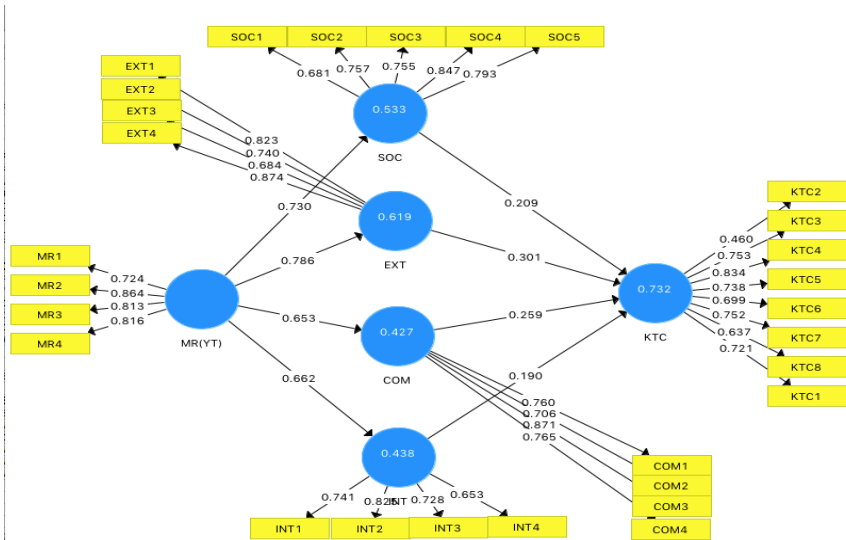 SOC1 SOC2 SOC3 SOC4 SOC5
0.681 0.757 0.755 0.847 0.793
EXT1
EXT2
EXT3
EXT4
0.823
0.740
0.684
0.874
0.533
SOC
0.730
0.209
0.619
EXT
0.786
0.301
MR1
MR2
MR3
MR4
0.724
0.864
0.813
0.816
MR(YT)
0.653
0.427
COM
0.259
0.662
0.190
0.438
INT
0.741 0.825 0.728 0.653
INT1 INT2 INT3 INT4
0.760
0.706
0.871
0.765
COM1
COM2
COM3
COM4
0.732
KTC
0.460
0.753
0.834
0.738
0.699
0.752
0.637
0.721
KTC2
KTC3
KTC4
KTC5
KTC6
KTC7
KTC8
KTC1